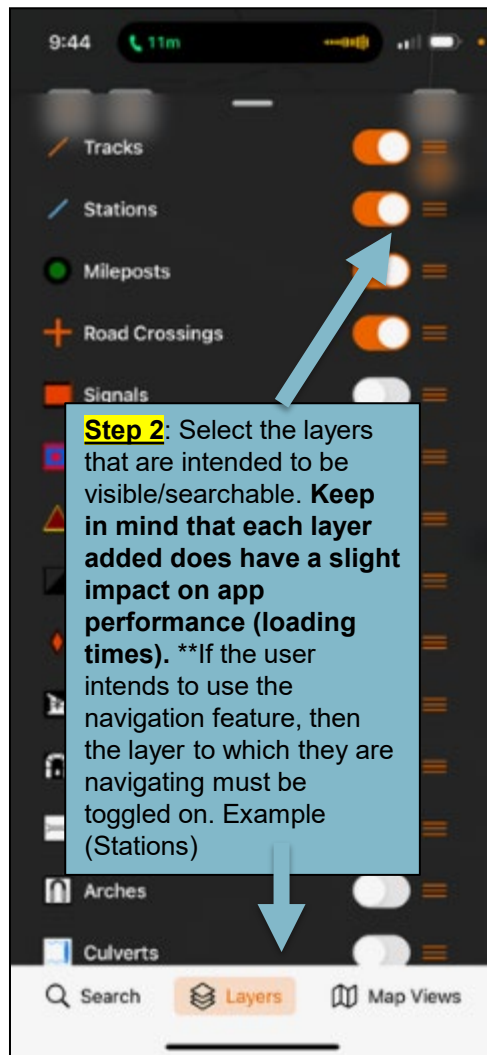 9:44 11m
Tracks
Stations
Mileposts
Road Crossings
Signals
Step 2: Select the layers
that are intended to be
visible/searchable. Keep
in mind that each layer
added does have a slight
impact on app
performance (loading
times). **If the user
intends to use the
navigation feature, then
the layer to which they are
navigating must be
toggled on. Example
(Stations)
Arches
Culverts
Search Layers Map Views